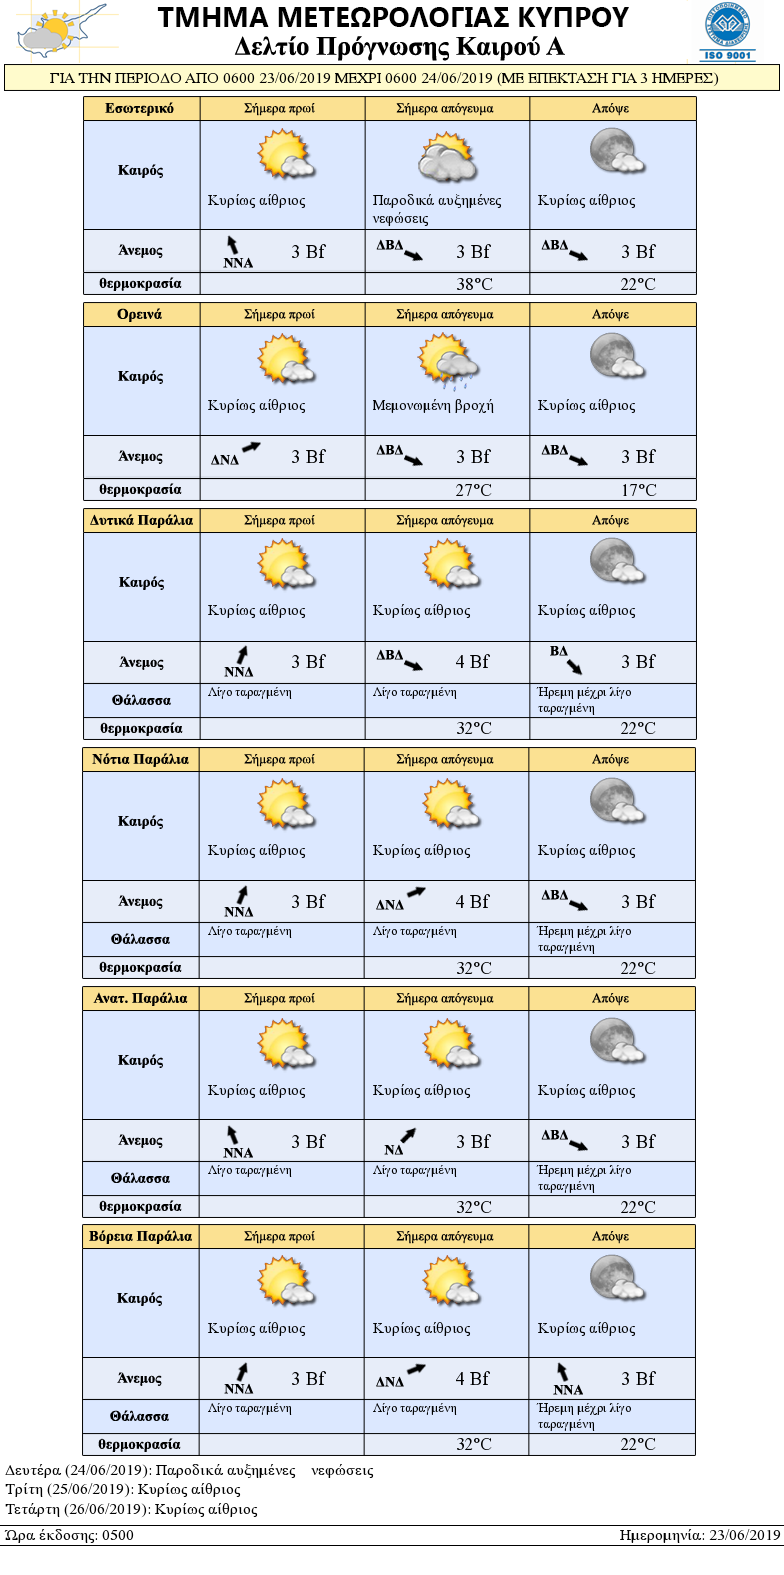 ΤΜΗΜΑ ΜΕΤΕΩΡΟΛΟΓΙΑΣ ΚΥΠΡΟΥ
Δελτίο Πρόγνωσης Καιρού Α
ISO 9001
ΓΙΑ ΤΗΝ ΠΕΡΙΟΔΟ ΑΠΟ 0600 23/06/2019 ΜΕΧΡΙ 0600 24/06/2019 (ΜΕ ΕΠΕΚΤΑΣΗ ΓΙΑ 3 ΗΜΕΡΕΣ)
Εσωτερικό Σήμερα πρωί Σήμερα απόγευμα Απόψε
Καιρός
Κυρίως αίθριος Παροδικά αυξημένες Κυρίως αίθριος
νεφώσεις
Άνεμος ΝΝΑ 3 Bf ΔΒΔ 3 Bf ΔΒΔ 3 Bf
θερμοκρασία 38°C 22°C
Ορεινά Σήμερα πρωί Σήμερα απόγευμα Απόψε
Καιρός
Κυρίως αίθριος Μεμονωμένη βροχή Κυρίως αίθριος
Άνεμος ΔΝΔ 3 Bf ΔΒΔ 3 Bf ΔΒΔ 3 Bf
θερμοκρασία 27°C 17°C
Δυτικά Παράλια Σήμερα πρωί Σήμερα απόγευμα Απόψε
Καιρός
Κυρίως αίθριος Κυρίως αίθριος Κυρίως αίθριος
Άνεμος ΝΝΔ 3 Bf ΔΒΔ 4 Bf ΒΔ 3 Bf
Θάλασσα Λίγο ταραγμένη Λίγο ταραγμένη Ήρεμη μέχρι λίγο
ταραγμένη
θερμοκρασία 32°C 22°C
Νότια Παράλια Σήμερα πρωί Σήμερα απόγευμα Απόψε
Καιρός
Κυρίως αίθριος Κυρίως αίθριος Κυρίως αίθριος
Άνεμος ΝΝΔ 3 Bf ΔΝΔ 4 Bf ΔΒΔ 3 Bf
Θάλασσα Λίγο ταραγμένη Λίγο ταραγμένη Ήρεμη μέχρι λίγο
ταραγμένη
θερμοκρασία 32°C 22°C
Ανατ. Παράλια Σήμερα πρωί Σήμερα απόγευμα Απόψε
Καιρός
Κυρίως αίθριος Κυρίως αίθριος Κυρίως αίθριος
Άνεμος ΝΝΑ 3 Bf ΝΔ 3 Bf ΔΒΔ 3 Bf
Θάλασσα Λίγο ταραγμένη Λίγο ταραγμένη Ήρεμη μέχρι λίγο
ταραγμένη
θερμοκρασία 32°C 22°C
Βόρεια Παράλια Σήμερα πρωί Σήμερα απόγευμα Απόψε
Καιρός
Κυρίως αίθριος Κυρίως αίθριος Κυρίως αίθριος
Άνεμος ΝΝΔ 3 Bf ΔΝΔ 4 Bf ΝΝΑ 3 Bf
Θάλασσα Λίγο ταραγμένη Λίγο ταραγμένη Ήρεμη μέχρι λίγο
ταραγμένη
θερμοκρασία 32°C 22°C
Δευτέρα (24/06/2019): Παροδικά αυξημένες νεφώσεις
Τρίτη (25/06/2019): Κυρίως αίθριος
Τετάρτη (26/06/2019): Κυρίως αίθριος
Ώρα έκδοσης: 0500 Ημερομηνία: 23/06/2019